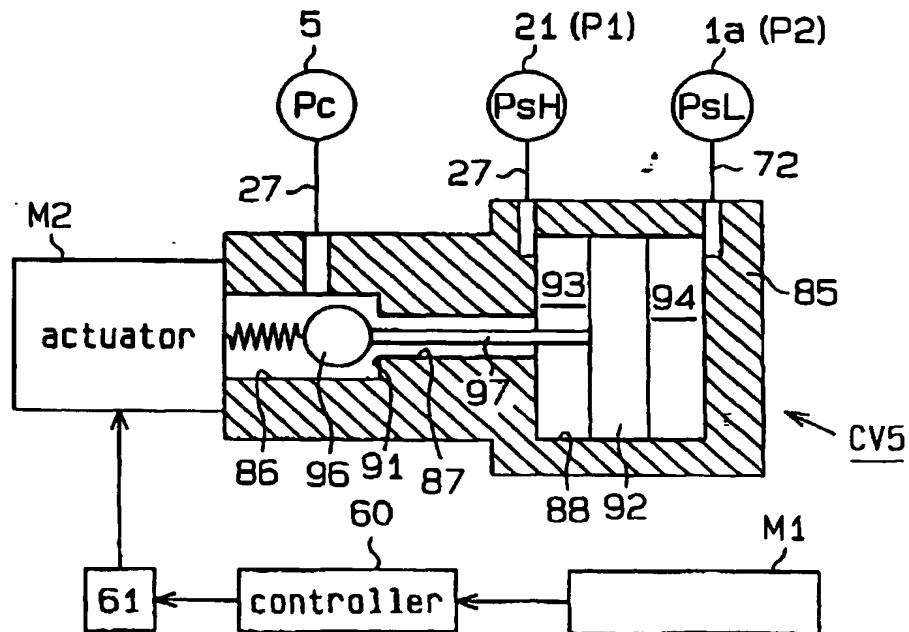 5
21 (P1)
1a (P2)
Pc
PsH
PsL
27
27
72
M2
93
94
85
actuator
97
CV5
86
96
91
87
88
92
60
M1
61
controller